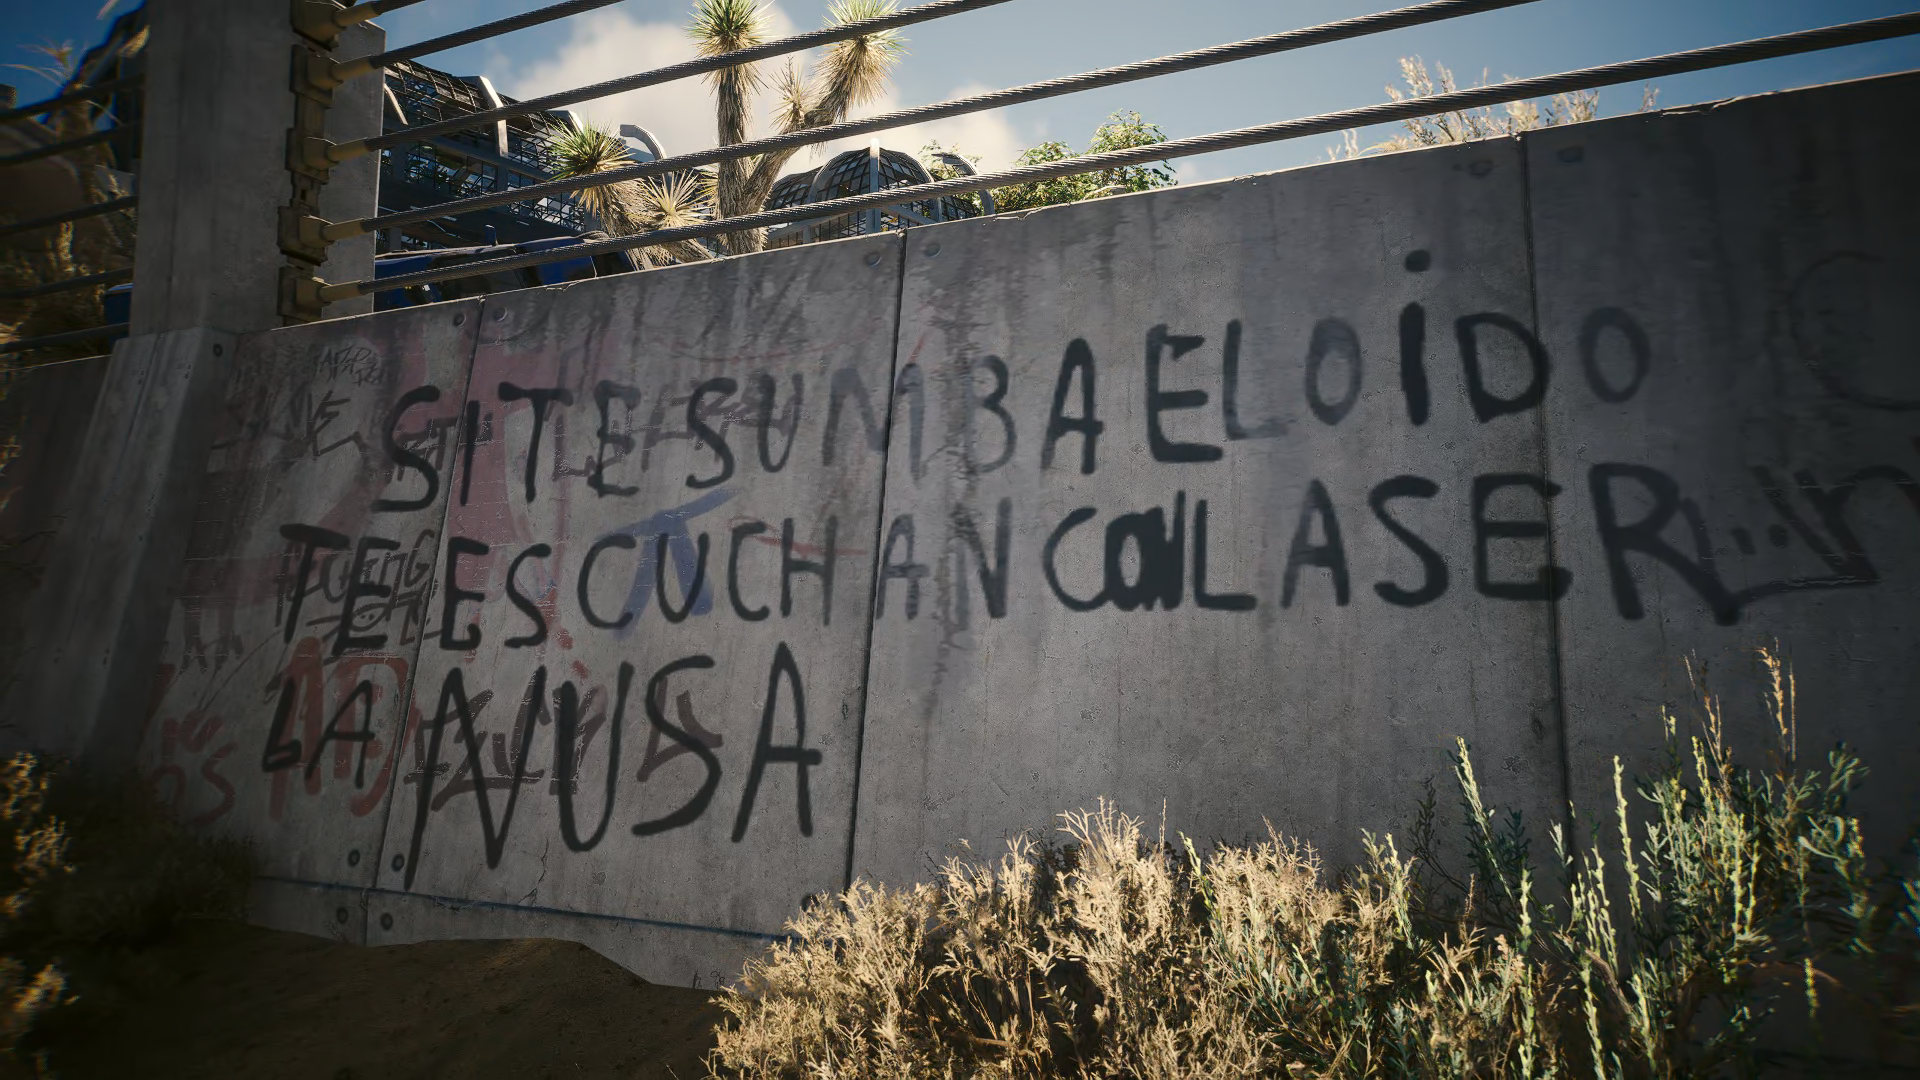 SI TE SUMBA EL OiDO
TE ESCUCHAN CON LASER
LA NUSA